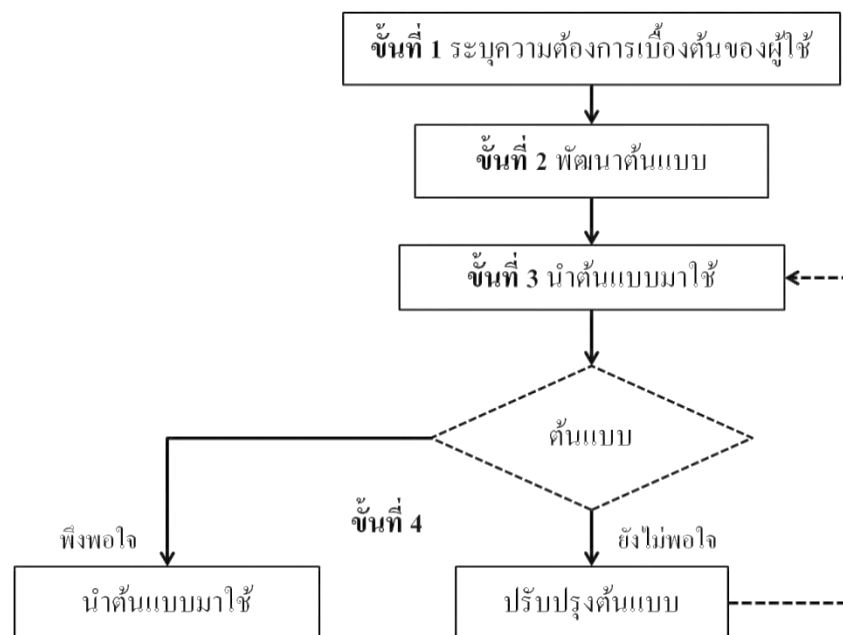 ขั้นที่ 1 ระบุความต้องการเบื้องต้นของผู้ใช้
ขั้นที่ 2 พัฒนาต้นแบบ
ขั้นที่ 3 นำต้นแบบมาใช้
ต้นแบบ
ขั้นที่ 4
พึงพอใจ
ยังไม่พอใจ
นำต้นแบบมาใช้
ปรับปรุงต้นแบบ